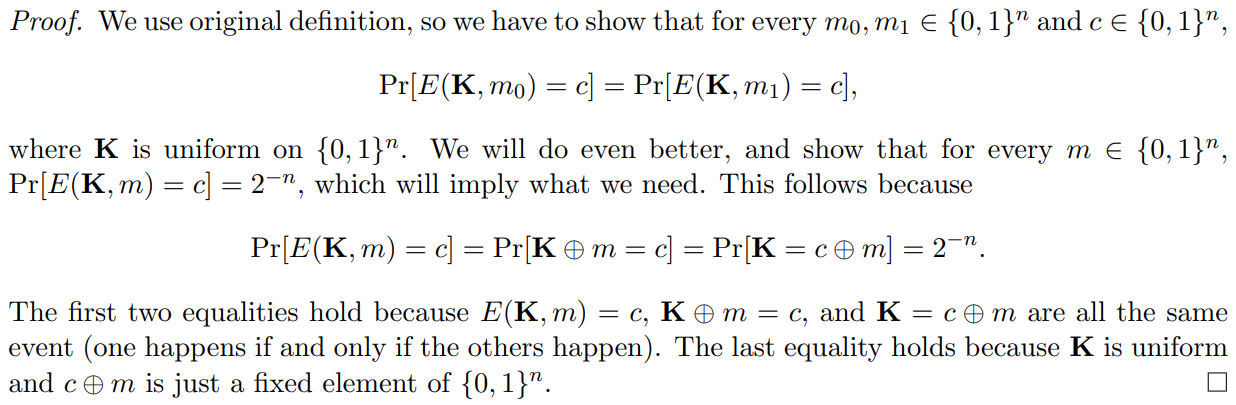 Proof. We use original definition, so we have to show that for every m₀, m₁ ∈ {0, 1}ⁿ and c ∈ {0, 1}ⁿ,
Pr[E(K, m₀) = c] = Pr[E(K, m₁) = c],
where K is uniform on {0, 1}ⁿ. We will do even better, and show that for every m ∈ {0, 1}ⁿ,
Pr[E(K, m) = c] = 2⁻ⁿ, which will imply what we need. This follows because
Pr[E(K, m) = c] = Pr[K ⊕ m = c] = Pr[K = c ⊕ m] = 2⁻ⁿ.
The first two equalities hold because E(K, m) = c, K ⊕ m = c, and K = c ⊕ m are all the same
event (one happens if and only if the others happen). The last equality holds because K is uniform
and c ⊕ m is just a fixed element of {0, 1}ⁿ. □